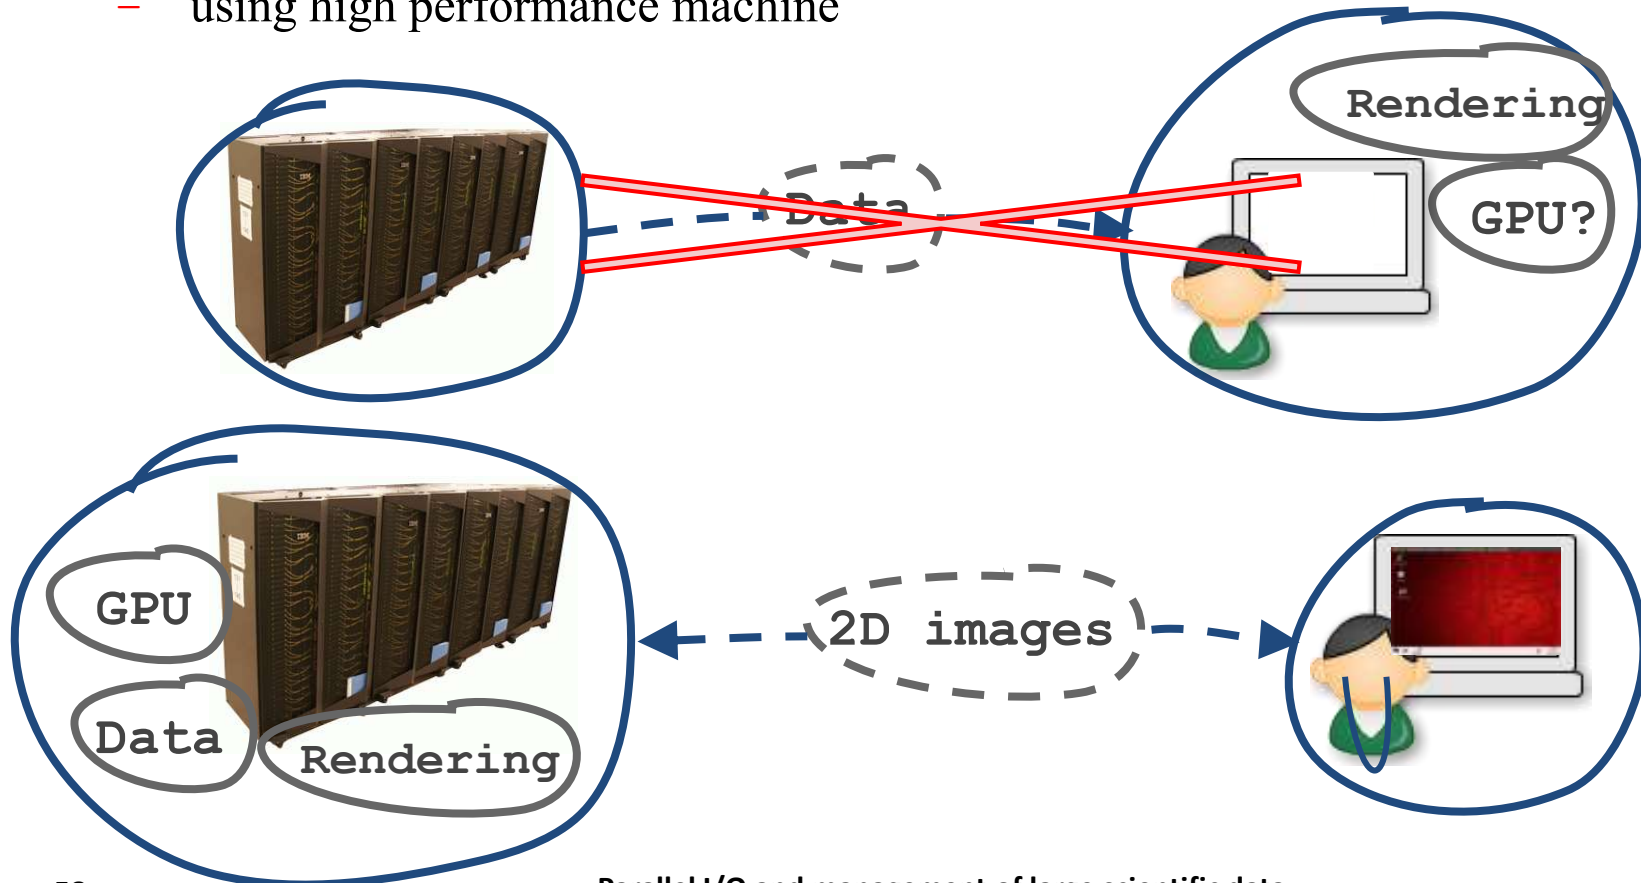 – using high performance machine
Rendering
Data
GPU?
GPU
2D images
Data
Rendering